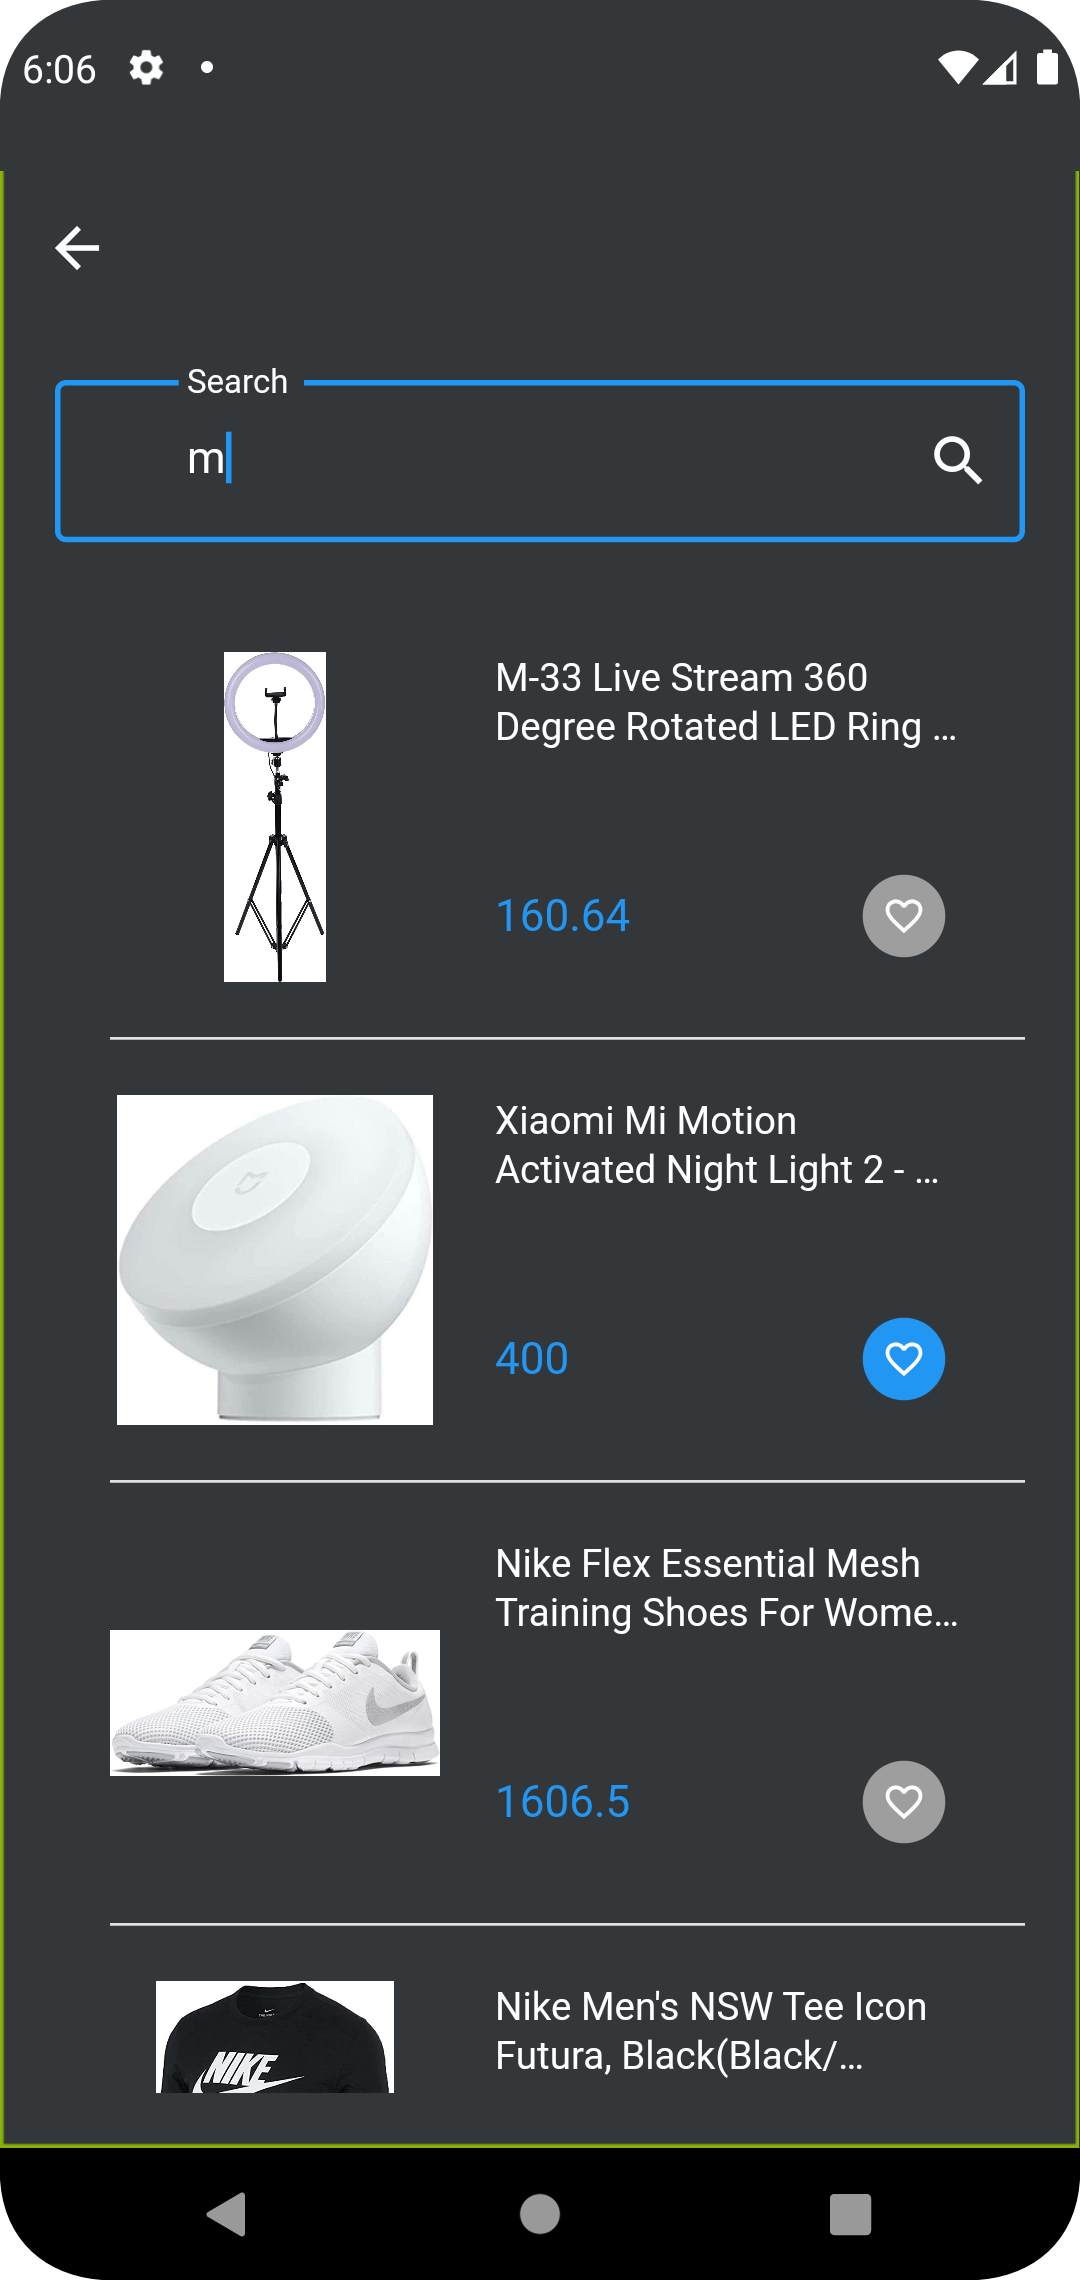 6:06
Search
m
M-33 Live Stream 360
Degree Rotated LED Ring ...
160.64
Xiaomi Mi Motion
Activated Night Light 2 - ...
400
Nike Flex Essential Mesh
Training Shoes For Wome...
1606.5
Nike Men's NSW Tee Icon
Futura, Black(Black/...
NIKE